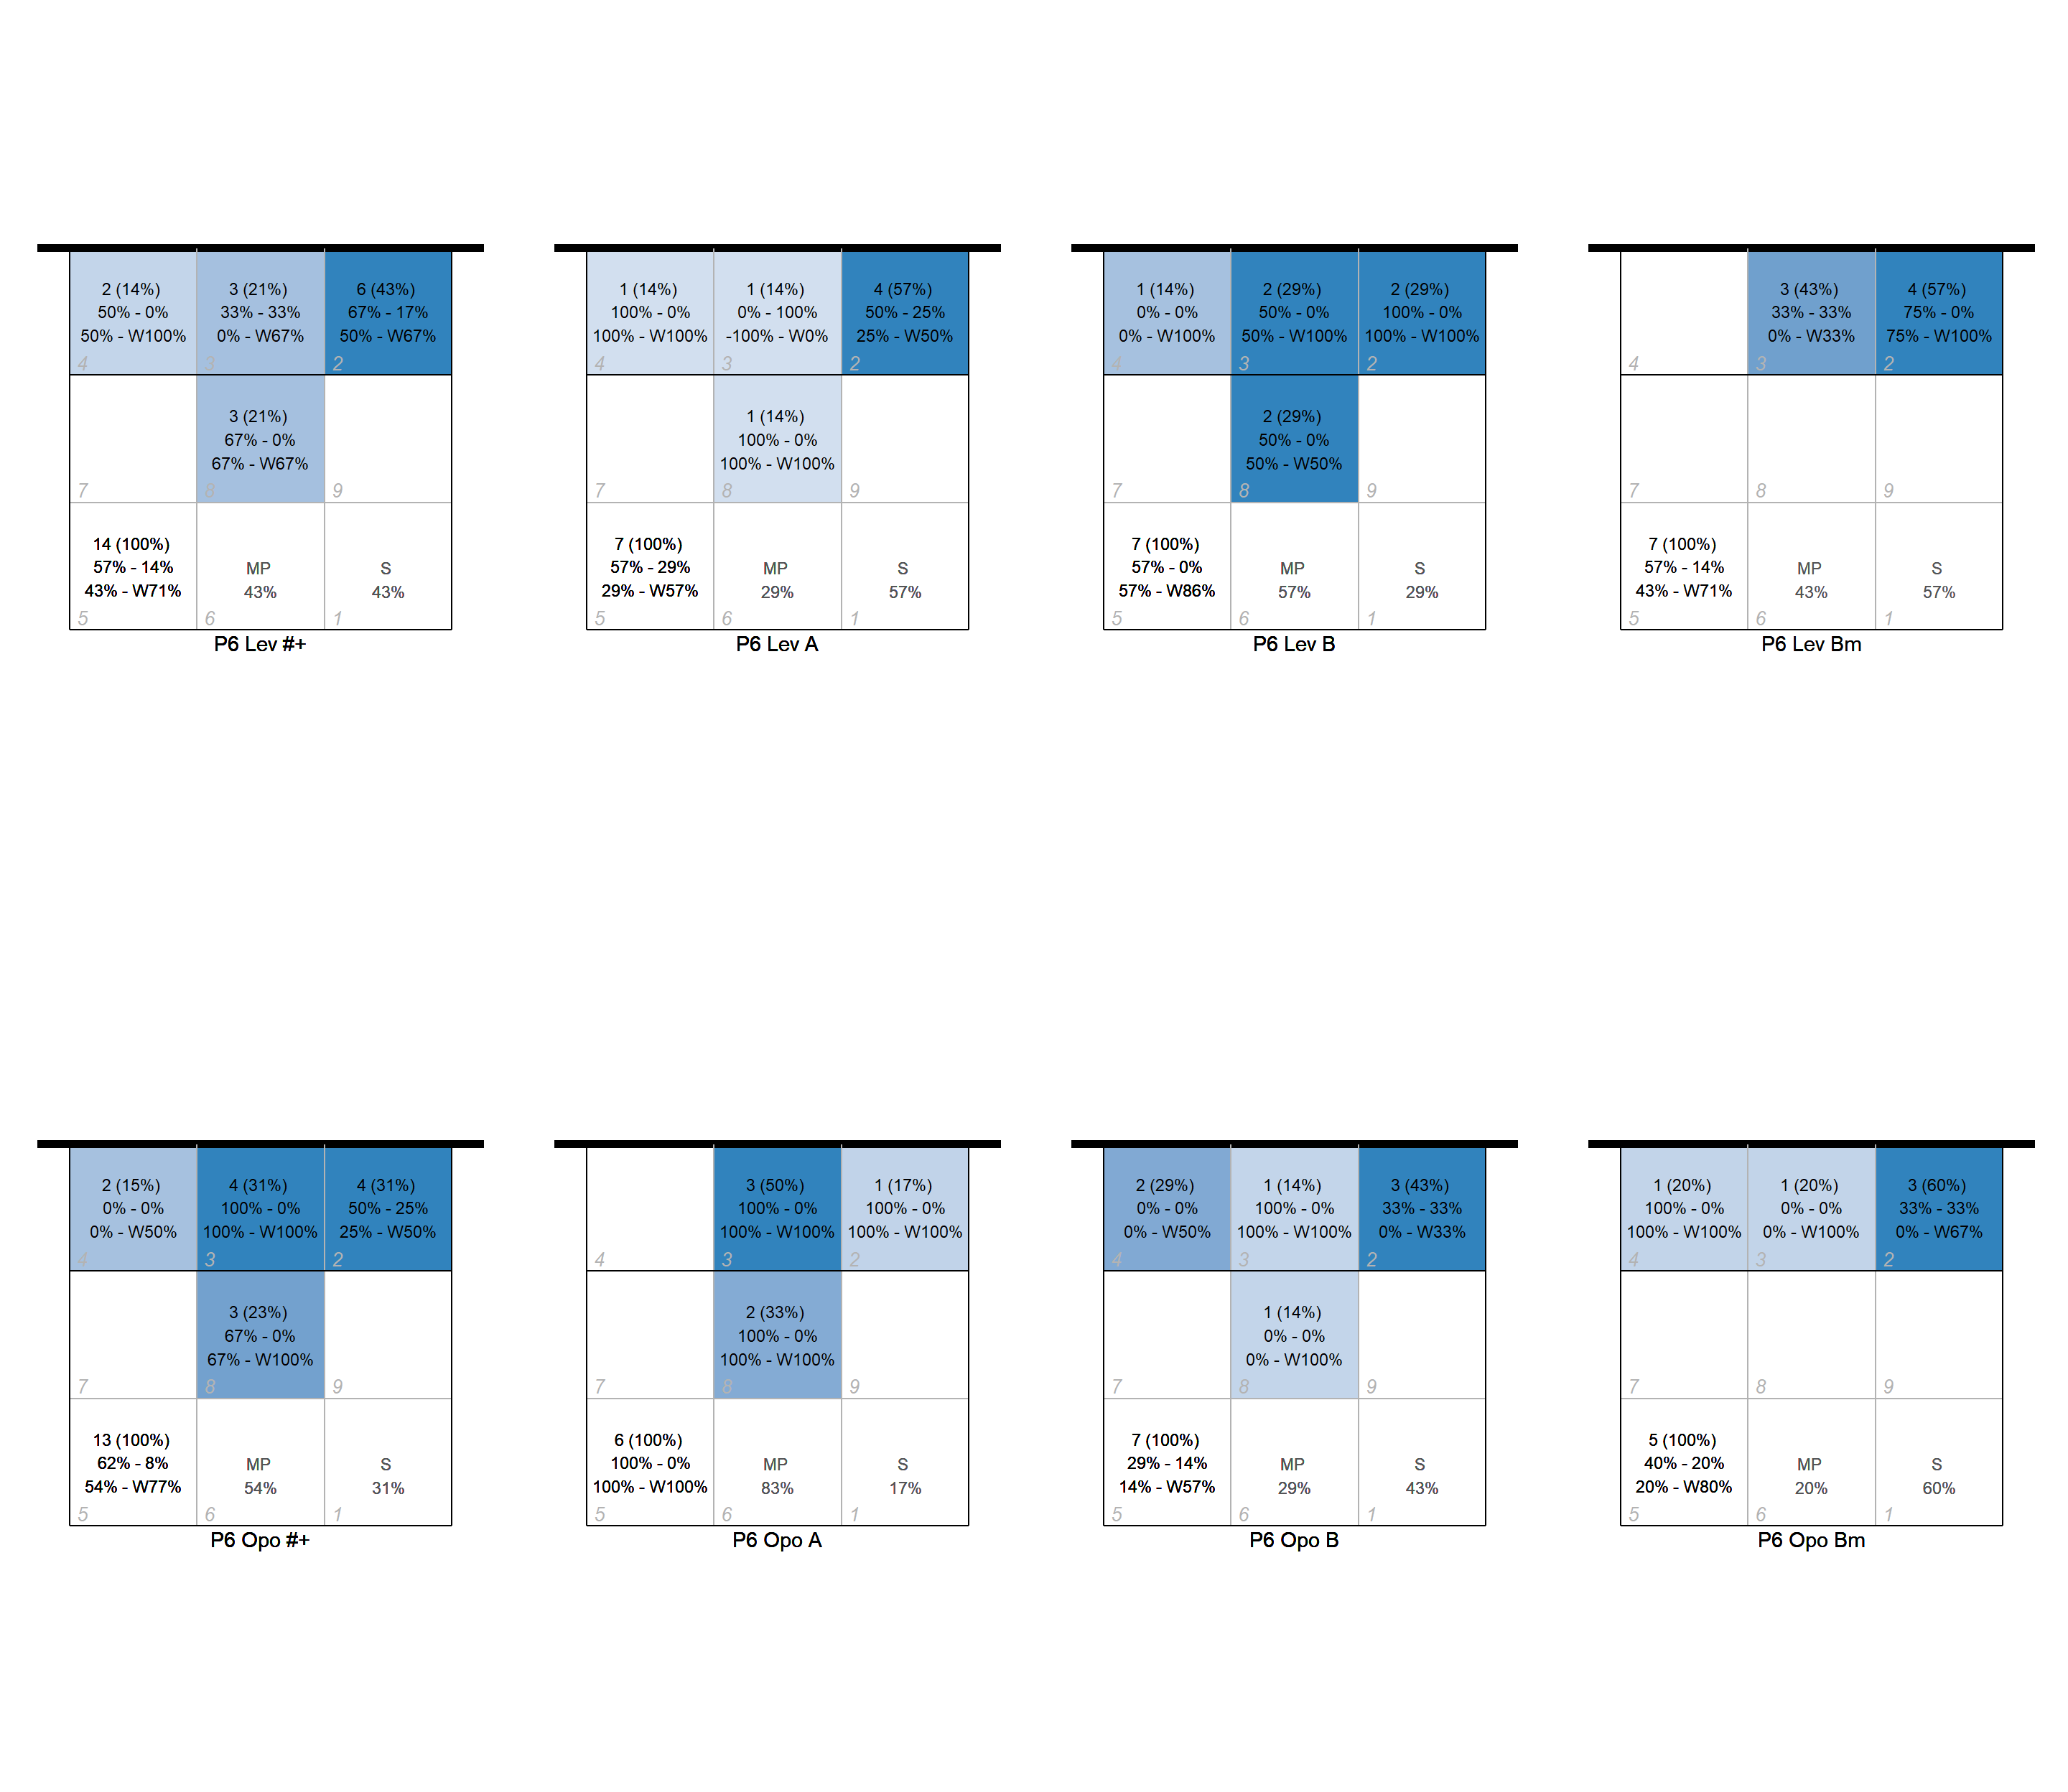 2 (14%)
50% - 0%
50% - W100%
4
3 (21%)
33% - 33%
0% - W67%
3
6 (43%)
67% - 17%
50% - W67%
2
7
3 (21%)
67% - 0%
67% - W67%
8
9
14 (100%)
57% - 14%
43% - W71%
5
MP
43%
6
S
43%
1
P6 Lev #+
1 (14%)
100% - 0%
100% - W100%
4
1 (14%)
0% - 100%
-100% - W0%
3
4 (57%)
50% - 25%
25% - W50%
2
7
1 (14%)
100% - 0%
100% - W100%
8
9
7 (100%)
57% - 29%
29% - W57%
5
MP
29%
6
S
57%
1
P6 Lev A
1 (14%)
0% - 0%
0% - W100%
4
2 (29%)
50% - 0%
50% - W100%
3
2 (29%)
100% - 0%
100% - W100%
2
7
2 (29%)
50% - 0%
50% - W50%
8
9
7 (100%)
57% - 0%
57% - W86%
5
MP
57%
6
S
29%
1
P6 Lev B
4
3 (43%)
33% - 33%
0% - W33%
3
4 (57%)
75% - 0%
75% - W100%
2
7
8
9
7 (100%)
57% - 14%
43% - W71%
5
MP
43%
6
S
57%
1
P6 Lev Bm
2 (15%)
0% - 0%
0% - W50%
4
4 (31%)
100% - 0%
100% - W100%
3
4 (31%)
50% - 25%
25% - W50%
2
7
3 (23%)
67% - 0%
67% - W100%
8
9
13 (100%)
62% - 8%
54% - W77%
5
MP
54%
6
S
31%
1
P6 Opo #+
4
3 (50%)
100% - 0%
100% - W100%
3
1 (17%)
100% - 0%
100% - W100%
2
7
2 (33%)
100% - 0%
100% - W100%
8
9
6 (100%)
100% - 0%
100% - W100%
5
MP
83%
6
S
17%
1
P6 Opo A
2 (29%)
0% - 0%
0% - W50%
4
1 (14%)
100% - 0%
100% - W100%
3
3 (43%)
33% - 33%
0% - W33%
2
7
1 (14%)
0% - 0%
0% - W100%
8
9
7 (100%)
29% - 14%
14% - W57%
5
MP
29%
6
S
43%
1
P6 Opo B
1 (20%)
100% - 0%
100% - W100%
4
1 (20%)
0% - 0%
0% - W100%
3
3 (60%)
33% - 33%
0% - W67%
2
7
8
9
5 (100%)
40% - 20%
20% - W80%
5
MP
20%
6
S
60%
1
P6 Opo Bm